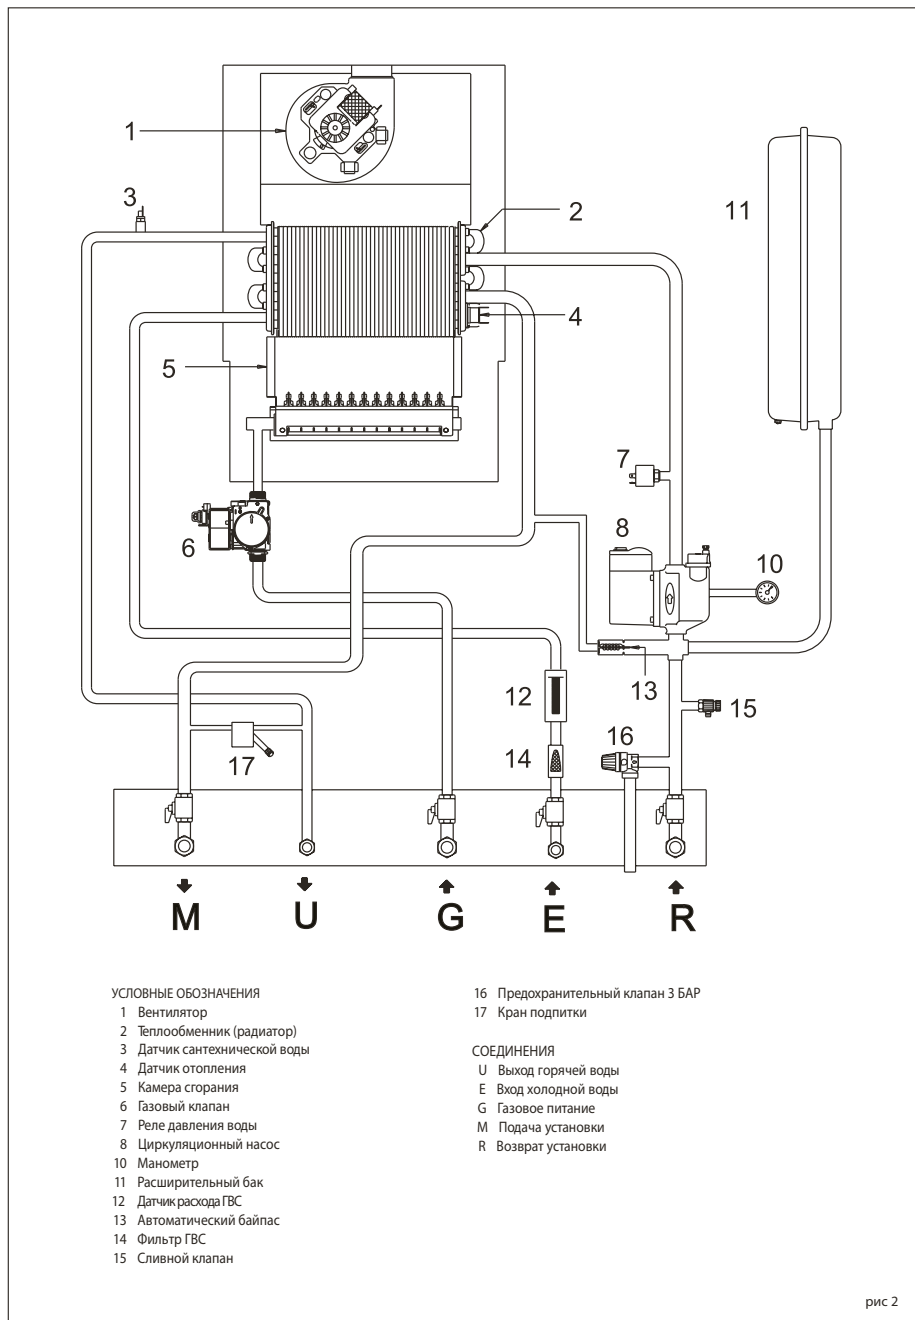 1
3
2
11
4
5
7
8
6
10
13
12
15
16
14
17
M U G E R
УСЛОВНЫЕ ОБОЗНАЧЕНИЯ
1 Вентилятор
2 Теплообменник (радиатор)
3 Датчик сантехнической воды
4 Датчик отопления
5 Камера сгорания
6 Газовый клапан
7 Реле давления воды
8 Циркуляционный насос
10 Манометр
11 Расширительный бак
12 Датчик расхода ГВС
13 Автоматический байпас
14 Фильтр ГВС
15 Сливной клапан
16 Предохранительный клапан 3 БАР
17 Кран подпитки
СОЕДИНЕНИЯ
U Выход горячей воды
E Вход холодной воды
G Газовое питание
M Подача установки
R Возврат установки
рис 2